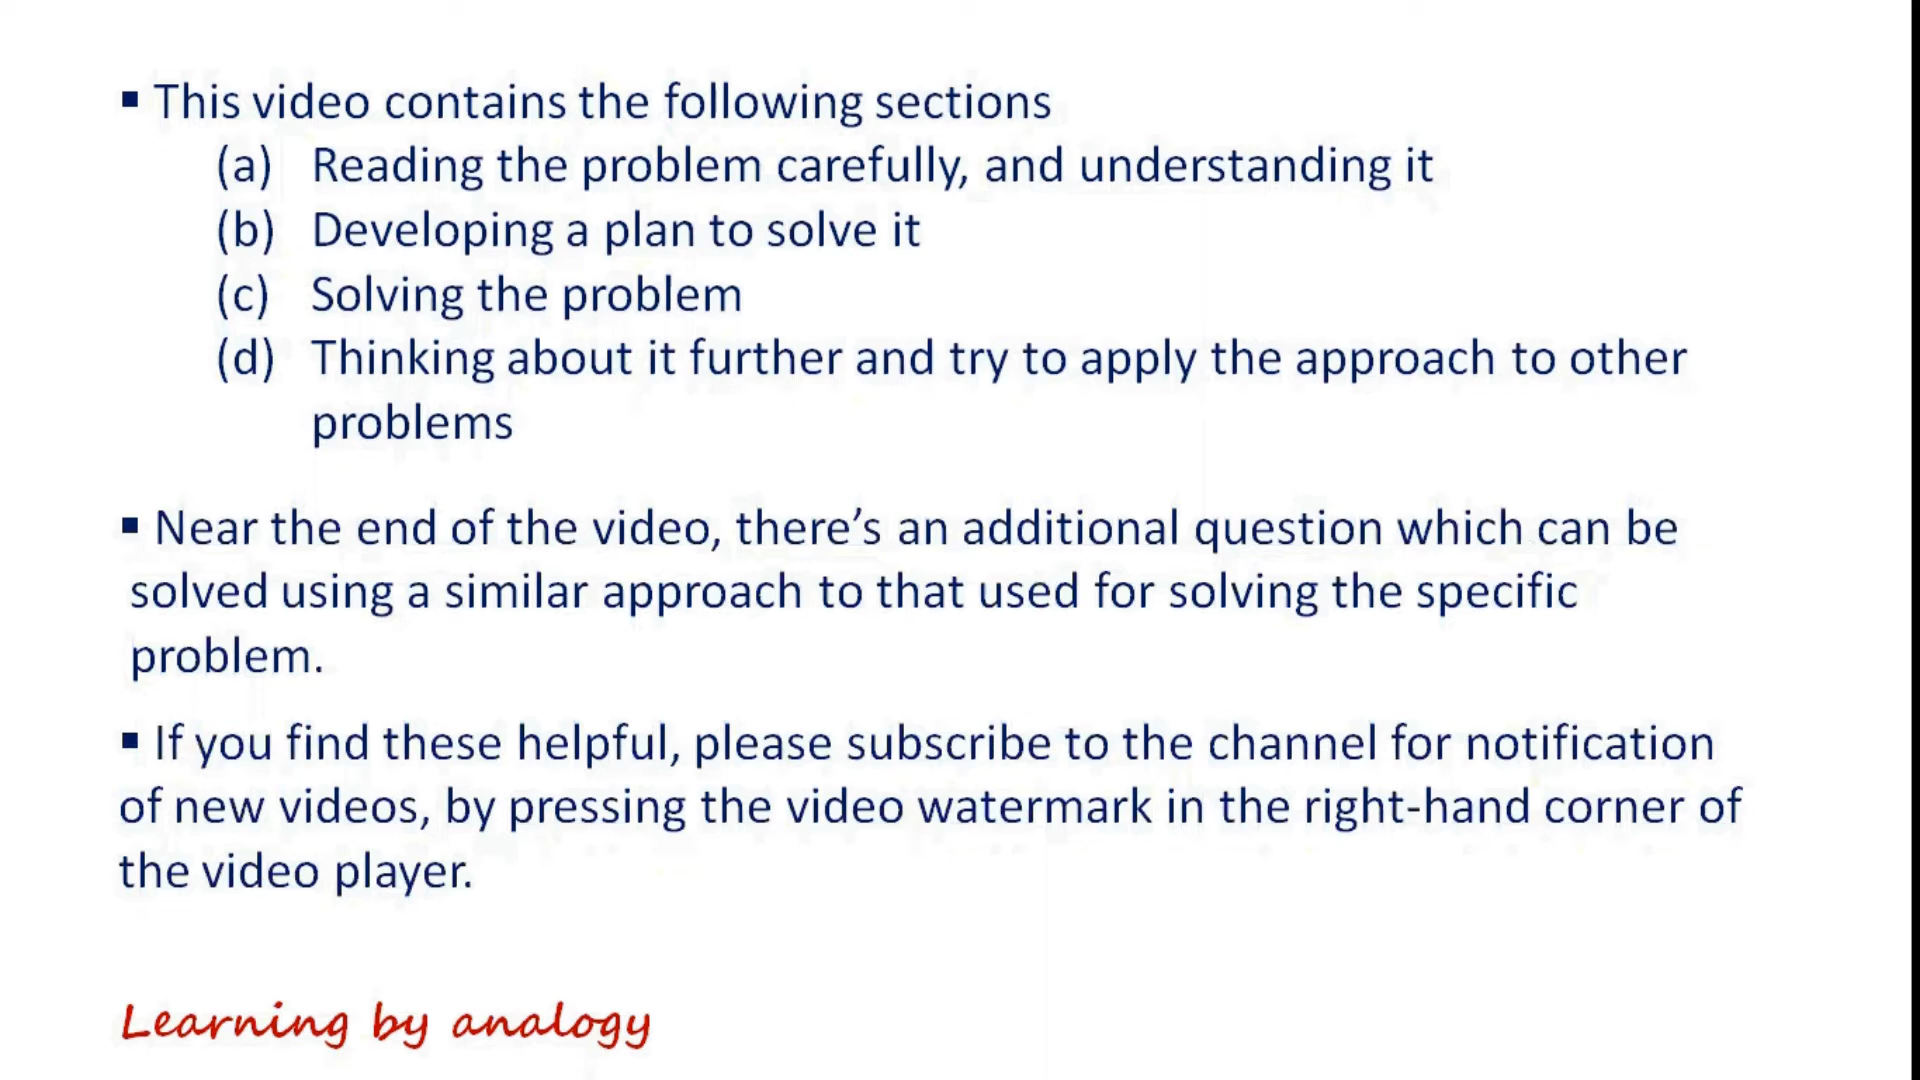 ▪ This video contains the following sections
(a) Reading the problem carefully, and understanding it
(b) Developing a plan to solve it
(c) Solving the problem
(d) Thinking about it further and try to apply the approach to other
problems
▪ Near the end of the video, there’s an additional question which can be
solved using a similar approach to that used for solving the specific
problem.
▪ If you find these helpful, please subscribe to the channel for notification
of new videos, by pressing the video watermark in the right-hand corner of
the video player.
Learning by analogy